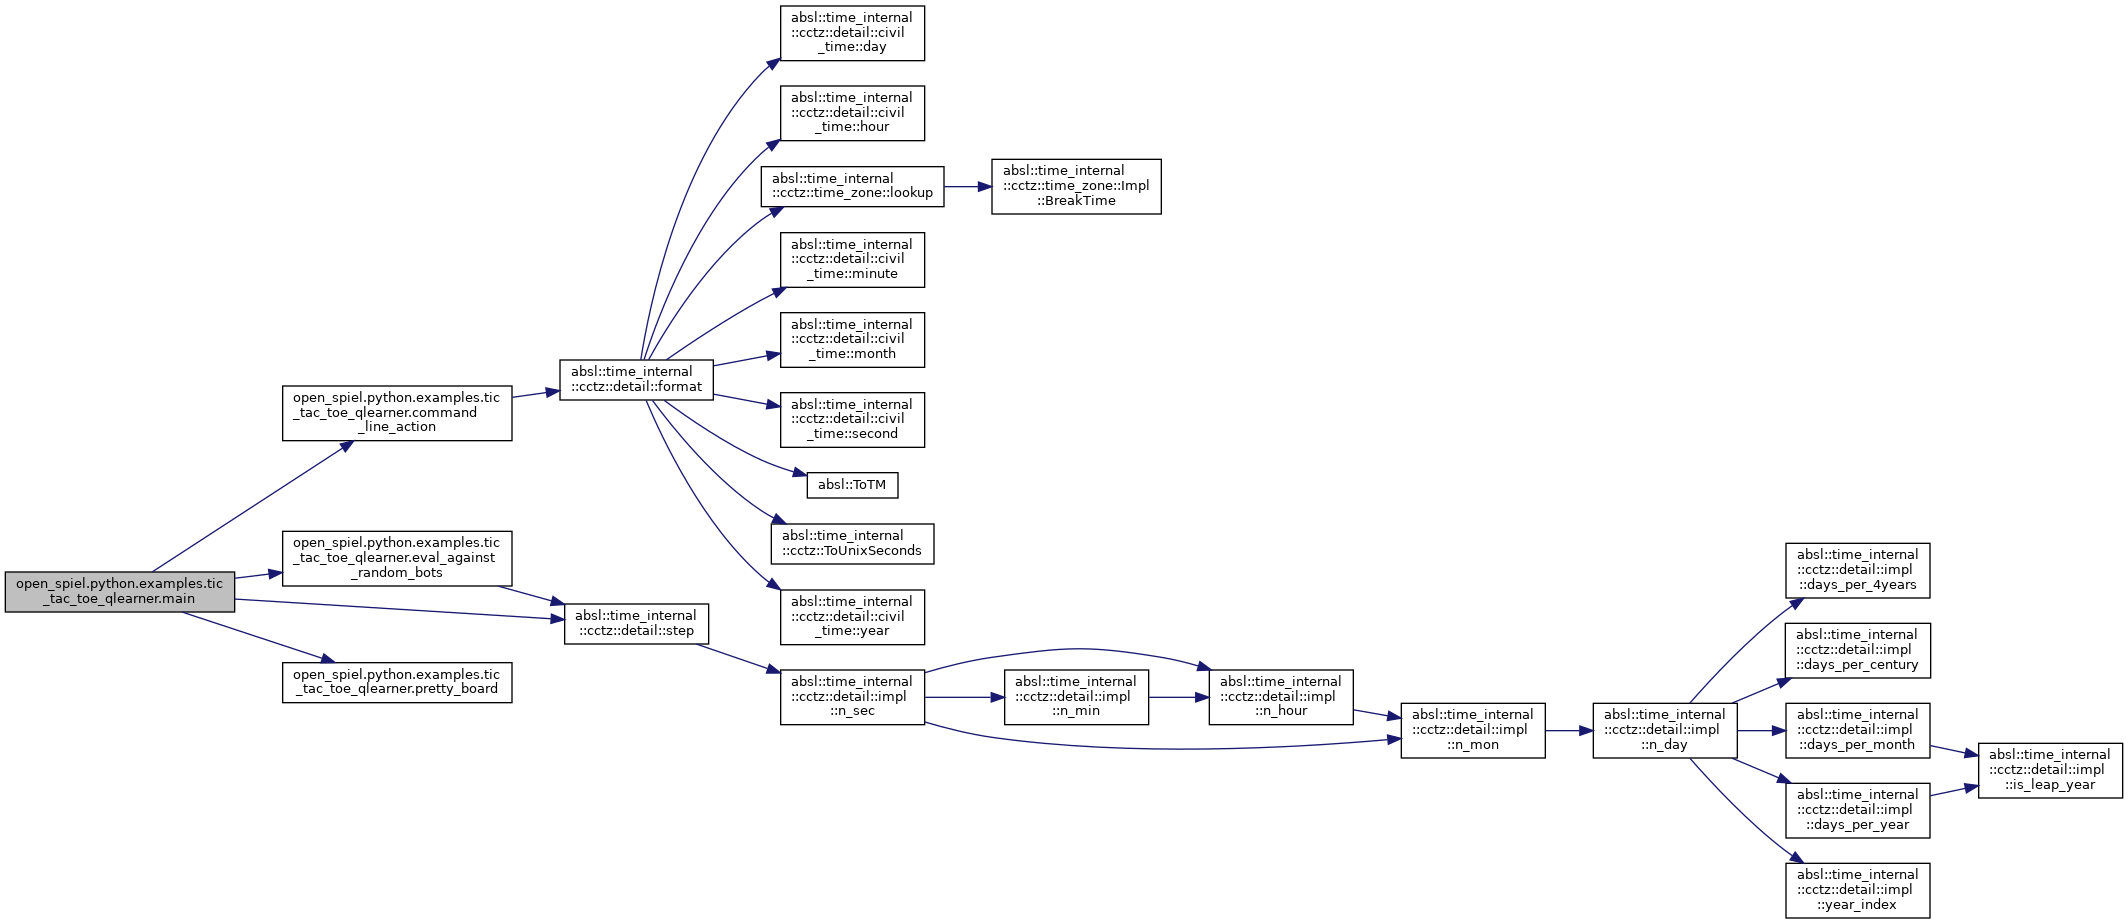 absl::time_internal
::cctz::detail::civil
_time::day
absl::time_internal
::cctz::detail::civil
_time::hour
absl::time_internal
::cctz::time_zone::lookup
absl::time_internal
::cctz::time_zone::Impl
::BreakTime
absl::time_internal
::cctz::detail::civil
_time::minute
absl::time_internal
::cctz::detail::civil
_time::month
absl::time_internal
::cctz::detail::format
open_spiel.python.examples.tic
_tac_toe_qlearner.command
_line_action
absl::time_internal
::cctz::detail::civil
_time::second
absl::ToTM
absl::time_internal
::cctz::ToUnixSeconds
open_spiel.python.examples.tic
_tac_toe_qlearner.eval_against
_random_bots
open_spiel.python.examples.tic
_tac_toe_qlearner.main
absl::time_internal
::cctz::detail::step
absl::time_internal
::cctz::detail::civil
_time::year
open_spiel.python.examples.tic
_tac_toe_qlearner.pretty_board
absl::time_internal
::cctz::detail::impl
::n_sec
absl::time_internal
::cctz::detail::impl
::n_min
absl::time_internal
::cctz::detail::impl
::n_hour
absl::time_internal
::cctz::detail::impl
::n_mon
absl::time_internal
::cctz::detail::impl
::n_day
absl::time_internal
::cctz::detail::impl
::days_per_4years
absl::time_internal
::cctz::detail::impl
::days_per_century
absl::time_internal
::cctz::detail::impl
::days_per_month
absl::time_internal
::cctz::detail::impl
::is_leap_year
absl::time_internal
::cctz::detail::impl
::days_per_year
absl::time_internal
::cctz::detail::impl
::year_index